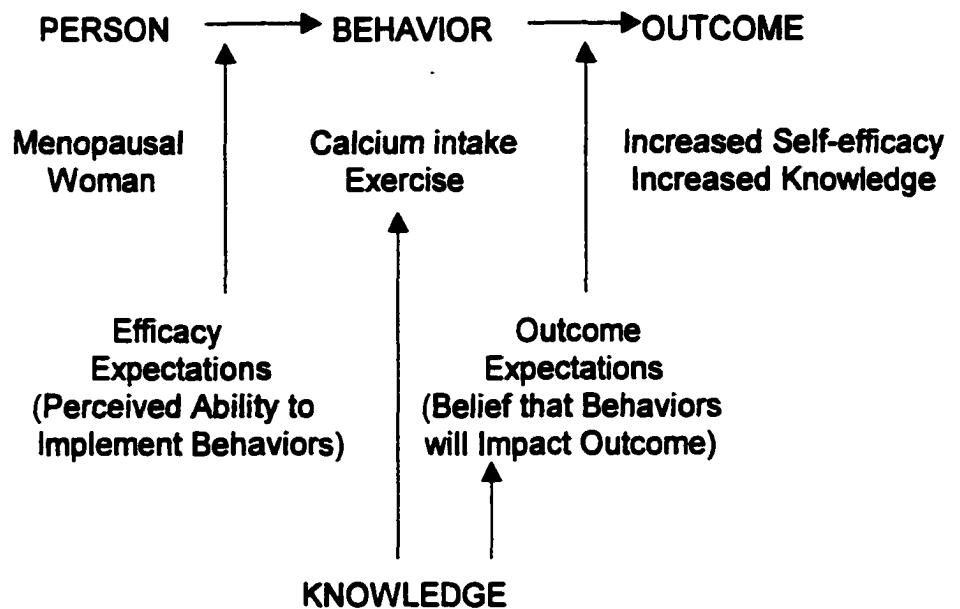 PERSON BEHAVIOR OUTCOME
Menopausal
Woman
Calcium intake
Exercise
Increased Self-efficacy
Increased Knowledge
Efficacy
Expectations
(Perceived Ability to
Implement Behaviors)
Outcome
Expectations
(Belief that Behaviors
will Impact Outcome)
KNOWLEDGE